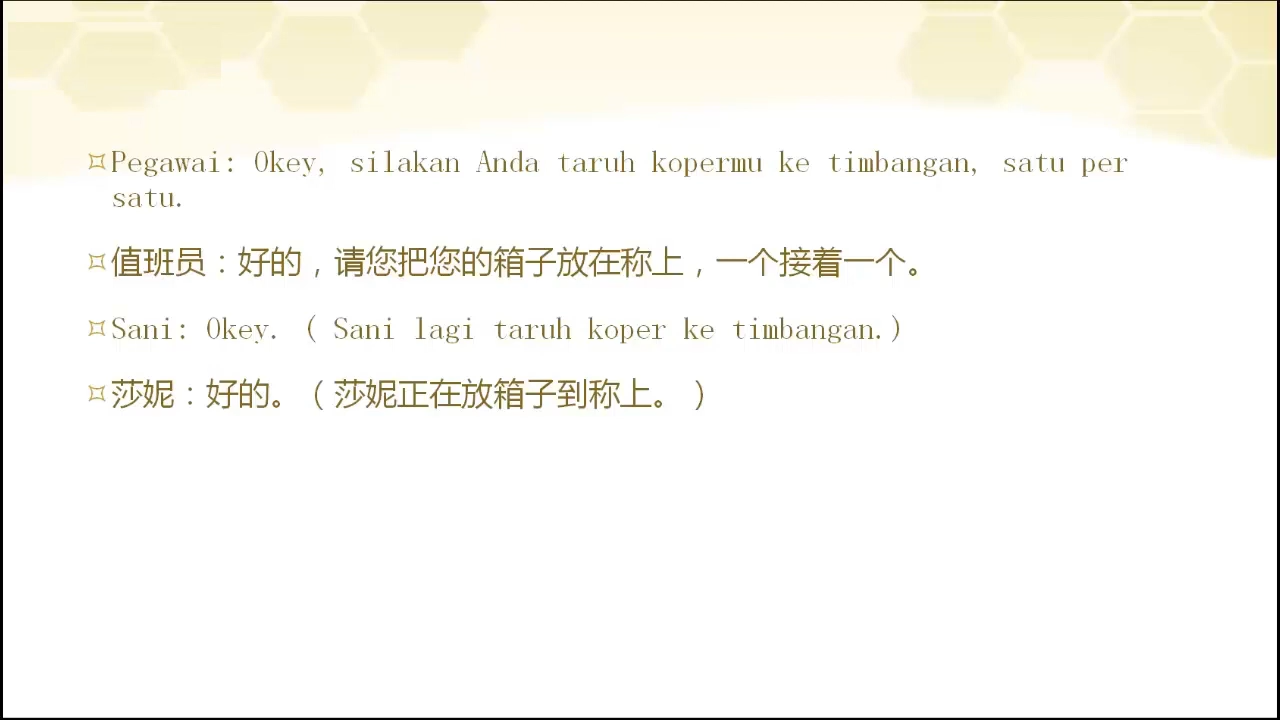 Pegawai: Okey, silakan Anda taruh kopermu ke timbangan, satu per
satu.
值班员：好的，请您把您的箱子放在称上，一个接着一个。
Sani: Okey.（ Sani lagi taruh koper ke timbangan.）
莎妮：好的。（莎妮正在放箱子到称上。）